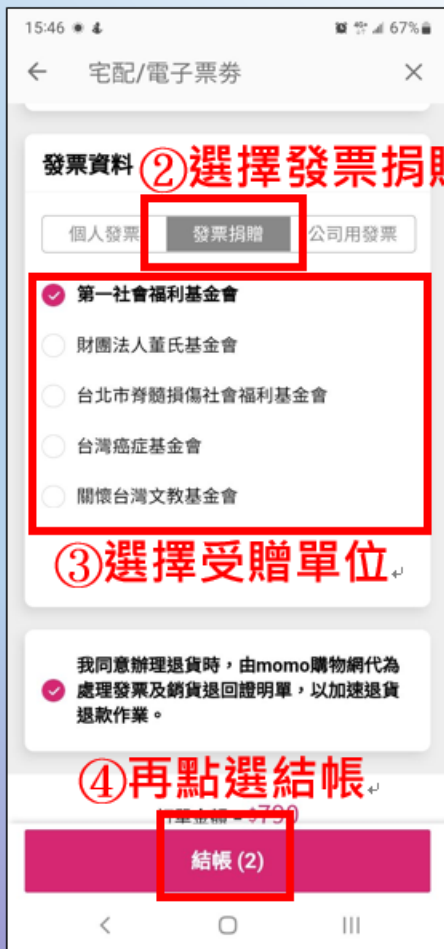 15:46 67%
宅配/電子票券
發票資料 ②選擇發票捐
個人發票 發票捐贈 公司用發票
第一社會福利基金會
財團法人董氏基金會
台北市脊髓損傷社會福利基金會
台灣癌症基金會
關懷台灣文教基金會
③選擇受贈單位
我同意辦理退貨時，由momo購物網代為
處理發票及銷貨退回證明單，以加速退貨
退款作業。
④再點選結帳
結帳 (2)